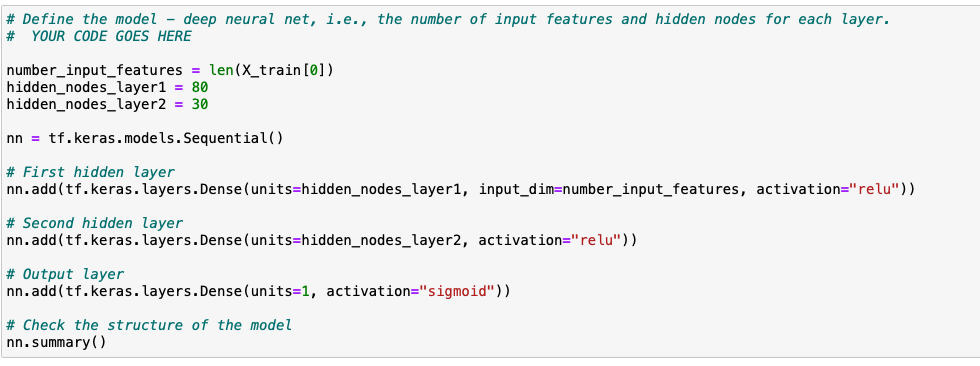 # Define the model - deep neural net, i.e., the number of input features and hidden nodes for each layer.
#  YOUR CODE GOES HERE
number_input_features = len(X_train[0])
hidden_nodes_layer1 = 80
hidden_nodes_layer2 = 30
nn = tf.keras.models.Sequential()
# First hidden layer
nn.add(tf.keras.layers.Dense(units=hidden_nodes_layer1, input_dim=number_input_features, activation="relu"))
# Second hidden layer
nn.add(tf.keras.layers.Dense(units=hidden_nodes_layer2, activation="relu"))
# Output layer
nn.add(tf.keras.layers.Dense(units=1, activation="sigmoid"))
# Check the structure of the model
nn.summary()